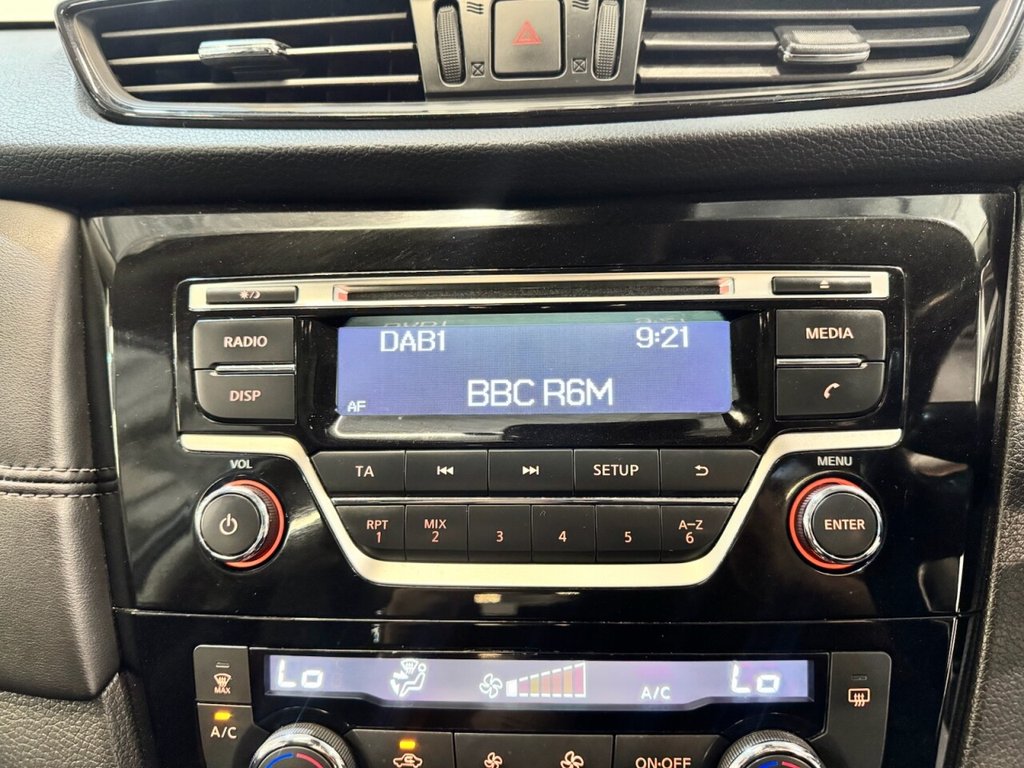 RADIO
DISP
DAB1 9:21
BBC R6M
AF
MEDIA
VOL
MENU
TA SETUP
RPT MIX A-Z
1 2 3 4 5 6
ENTER
MAX
Lo A/C Lo
A/C
ON·OFF